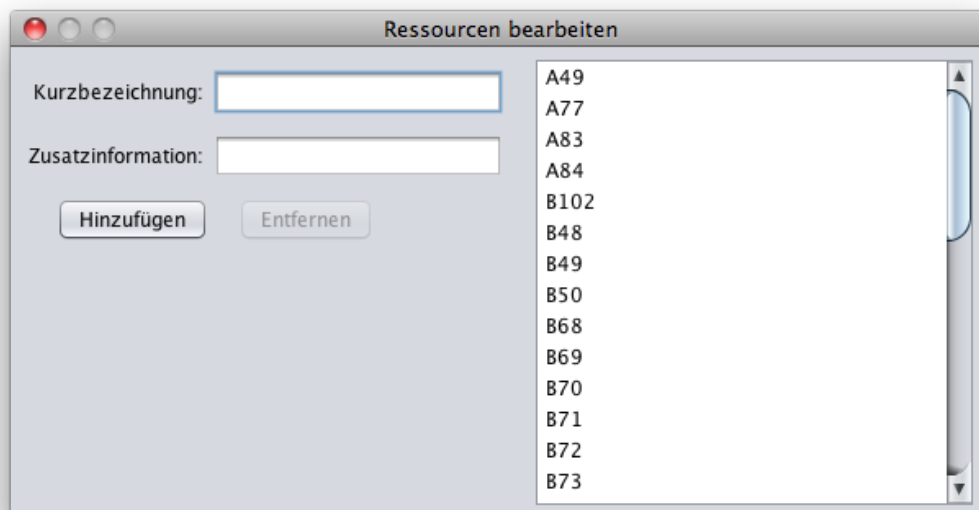 Ressourcen bearbeiten
Kurzbezeichnung:
Zusatzinformation:
Hinzufügen Entfernen
A49
A77
A83
A84
B102
B48
B49
B50
B68
B69
B70
B71
B72
B73